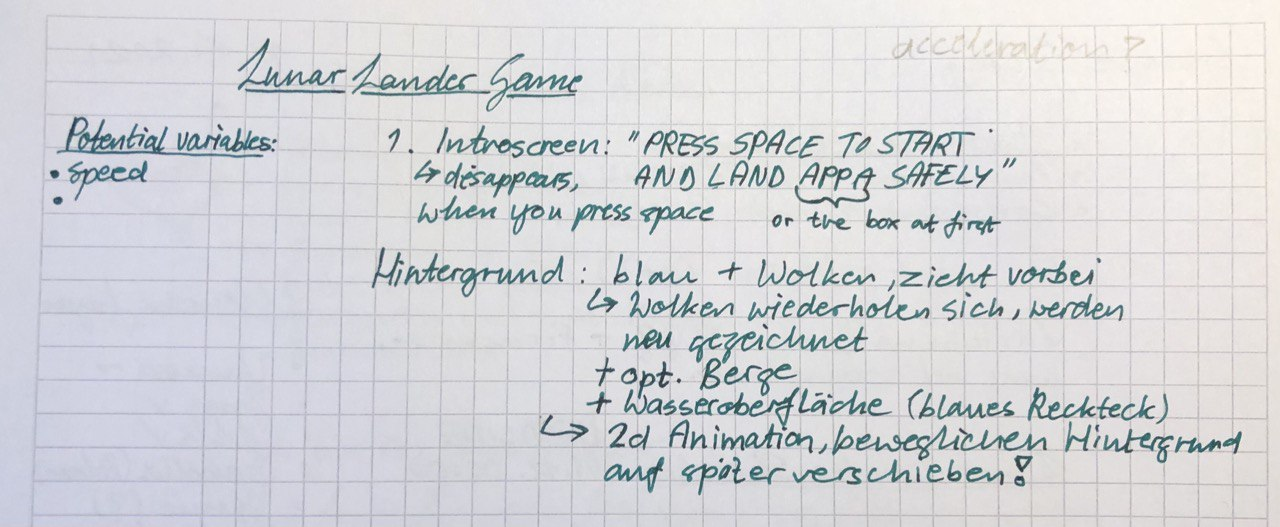 acceleration?
Lunar Lander Game
Potential variables:
• speed
•
1. Introscreen: "PRESS SPACE TO START
↳ disappears, AND LAND APPA SAFELY"
when you press space or the box at first
Hintergrund: blau + Wolken, zieht vorbei
↳ Wolken wiederholen sich, werden
neu gezeichnet
+ opt. Berge
+ Wasseroberfläche (blaues Reckteck)
↳ 2d Animation, beweglichen Hintergrund
auf später verschieben!